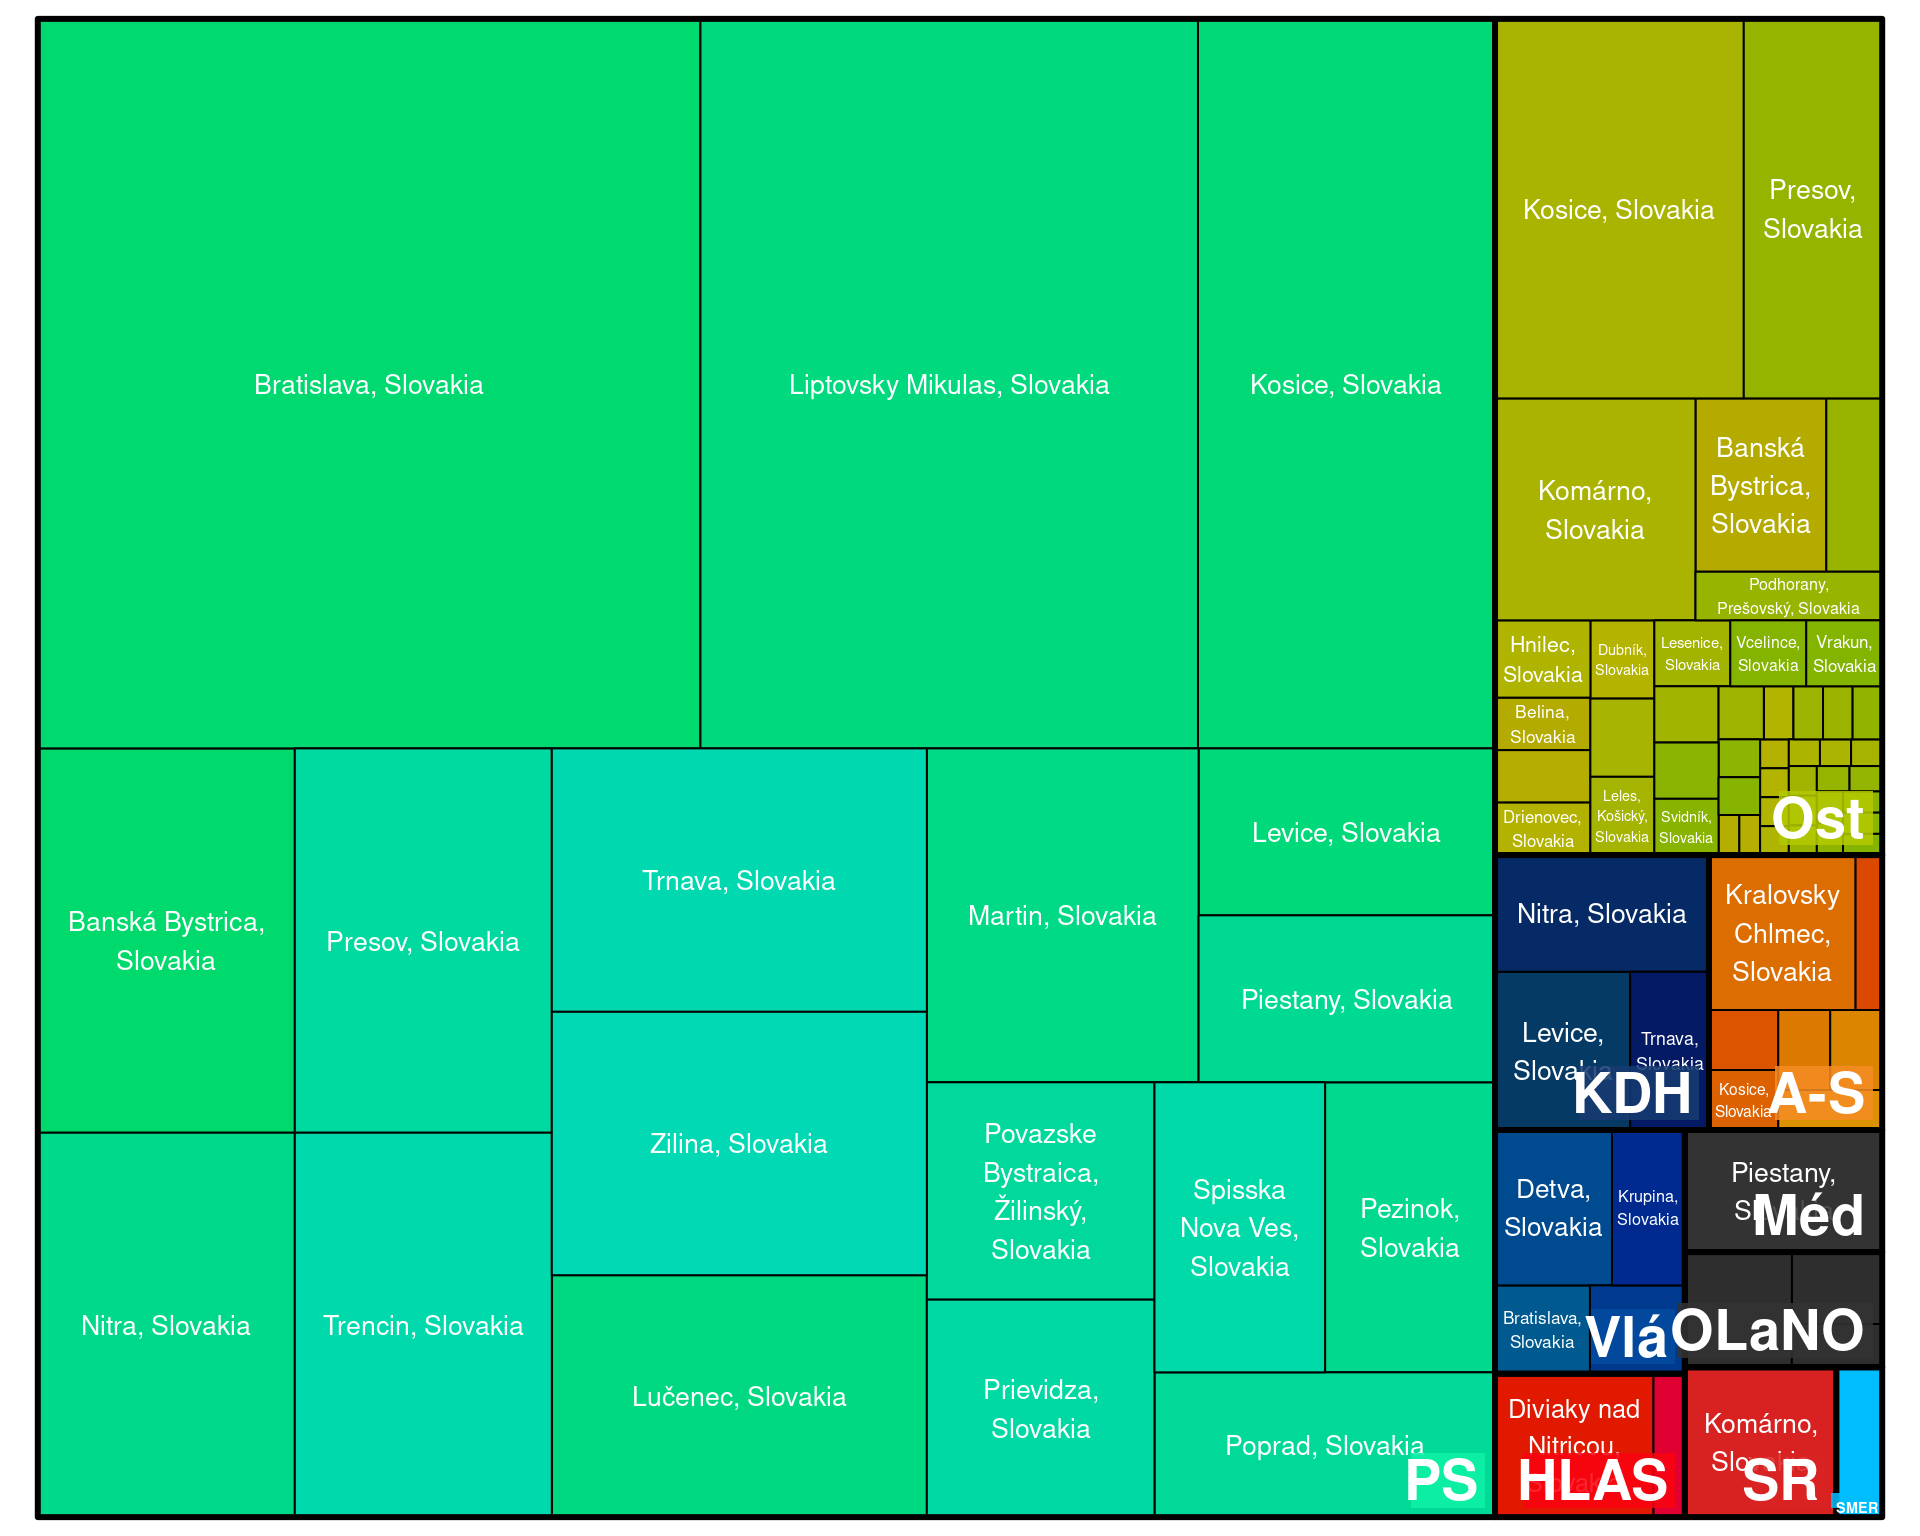 Bratislava, Slovakia
Liptovsky Mikulas, Slovakia
Kosice, Slovakia
Banská Bystrica,
Slovakia
Presov, Slovakia
Trnava, Slovakia
Martin, Slovakia
Levice, Slovakia
Piestany, Slovakia
Zilina, Slovakia
Nitra, Slovakia
Trencin, Slovakia
Lučenec, Slovakia
Povazske
Bystraica,
Žilinský,
Slovakia
Spisska
Nova Ves,
Slovakia
Pezinok,
Slovakia
Prievidza,
Slovakia
Poprad, Slovakia
PS
Kosice, Slovakia
Presov,
Slovakia
Komárno,
Slovakia
Banská
Bystrica,
Slovakia
Podhorany,
Prešovský, Slovakia
Hnilec,
Slovakia
Dubník,
Slovakia
Lesenice,
Slovakia
Vcelince,
Slovakia
Vrakun,
Slovakia
Belina,
Slovakia
Drienovec,
Slovakia
Leles,
Košický,
Slovakia
Svidník,
Slovakia
Ost
Nitra, Slovakia
Levice,
Slovakia
Trnava,
Slovakia
KDH
Kralovsky
Chlmec,
Slovakia
Kosice,
Slovakia
A-S
Detva,
Slovakia
Krupina,
Slovakia
Bratislava,
Slovakia
Vlá
Piestany,
Méd
OLaNO
Diviaky nad
Nitricou,
Slovakia
HLAS
Komárno,
Slovakia
SR
SMER